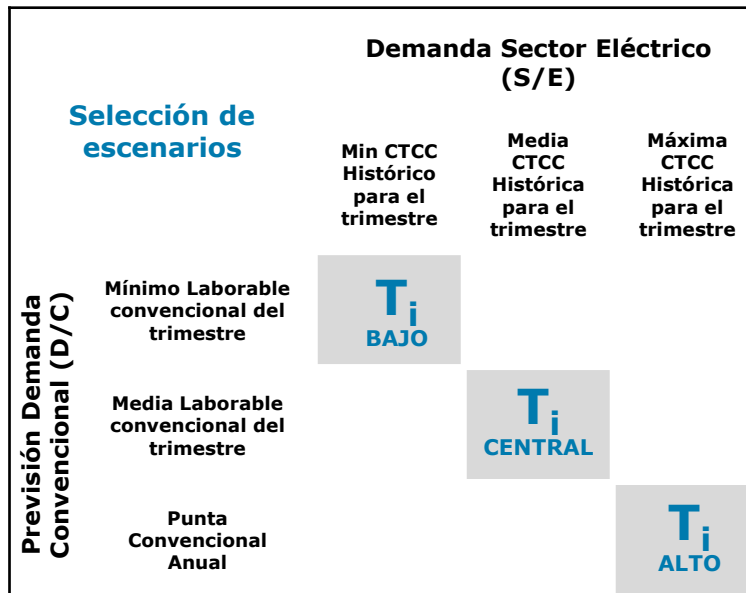 Demanda Sector Eléctrico
(S/E)
Selección de
escenarios
Min CTCC
Histórico
para el
trimestre
Media
CTCC
Histórica
para el
trimestre
Máxima
CTCC
Histórica
para el
trimestre
Previsión Demanda
Convencional (D/C)
Mínimo Laborable
convencional del
trimestre
Ti
BAJO
Media Laborable
convencional del
trimestre
Ti
CENTRAL
Punta
Convencional
Anual
Ti
ALTO